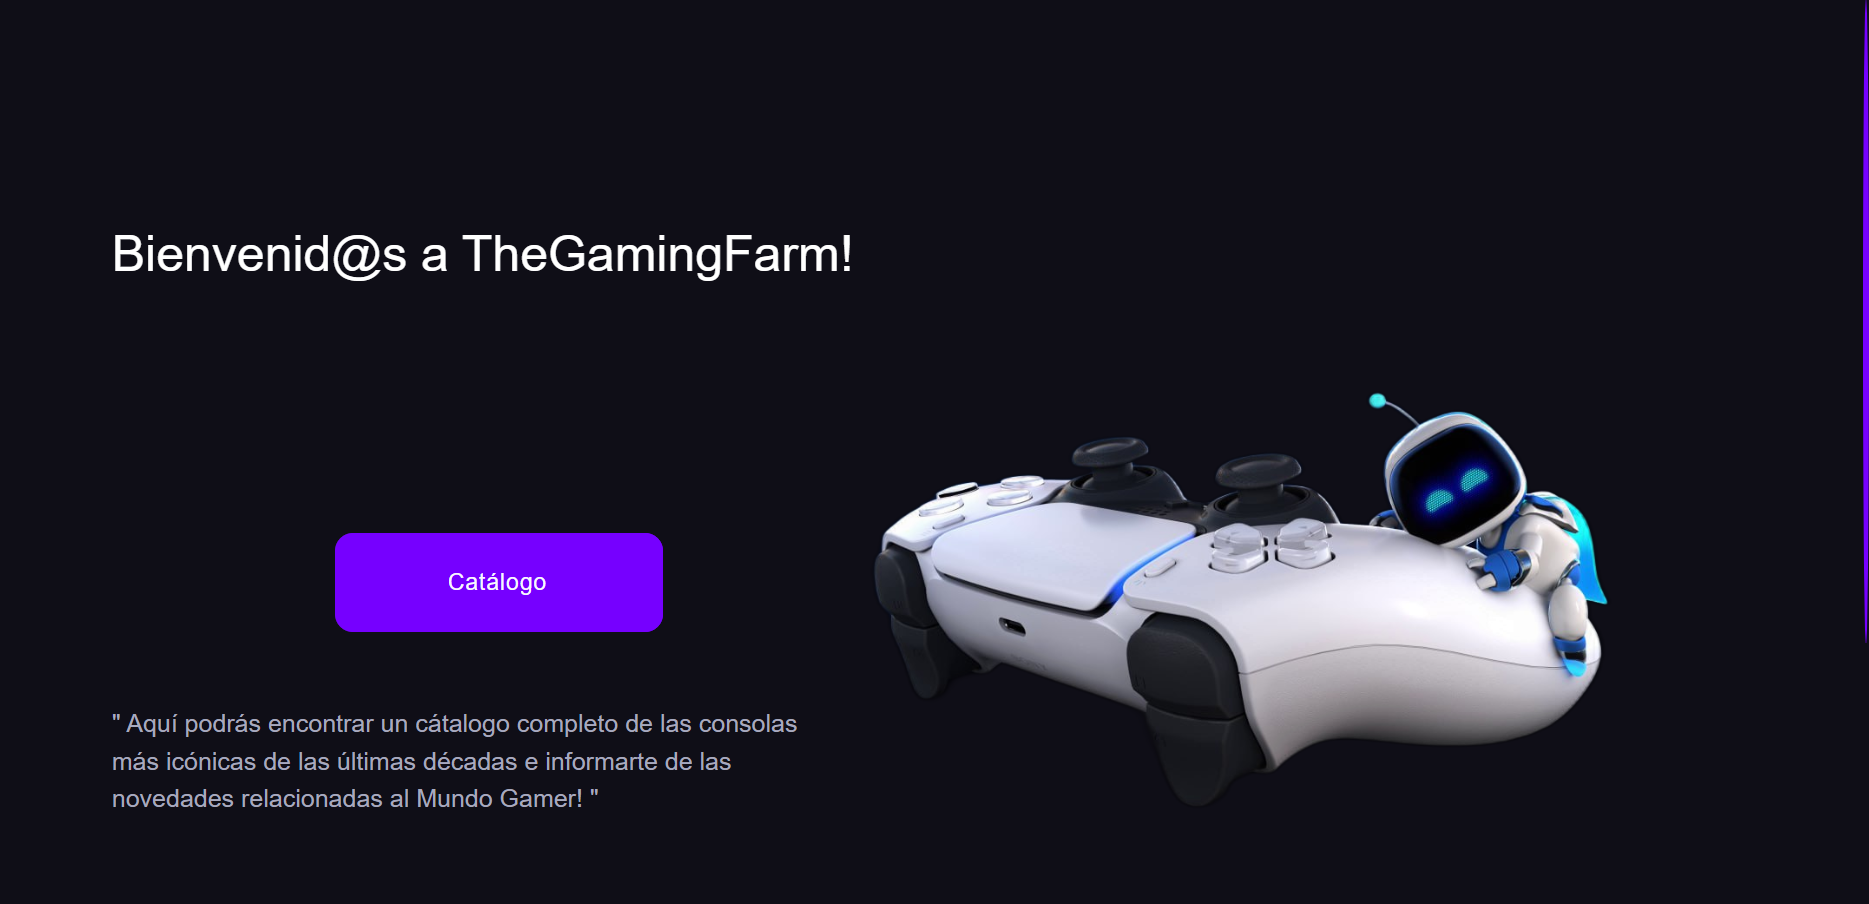 Bienvenid@s a TheGamingFarm!
Catálogo
" Aquí podrás encontrar un cátalogo completo de las consolas
más icónicas de las últimas décadas e informarte de las
novedades relacionadas al Mundo Gamer! "